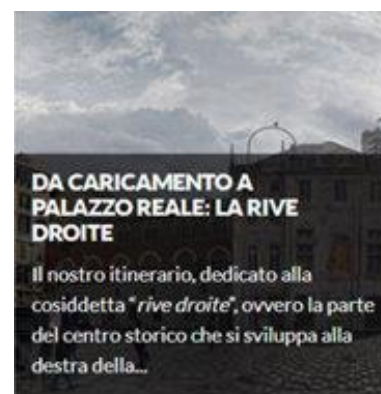 DA CARICAMENTO A
PALAZZO REALE: LA RIVE
DROITE
Il nostro itinerario, dedicato alla
cosiddetta "rive droite", ovvero la parte
del centro storico che si sviluppa alla
destra della...